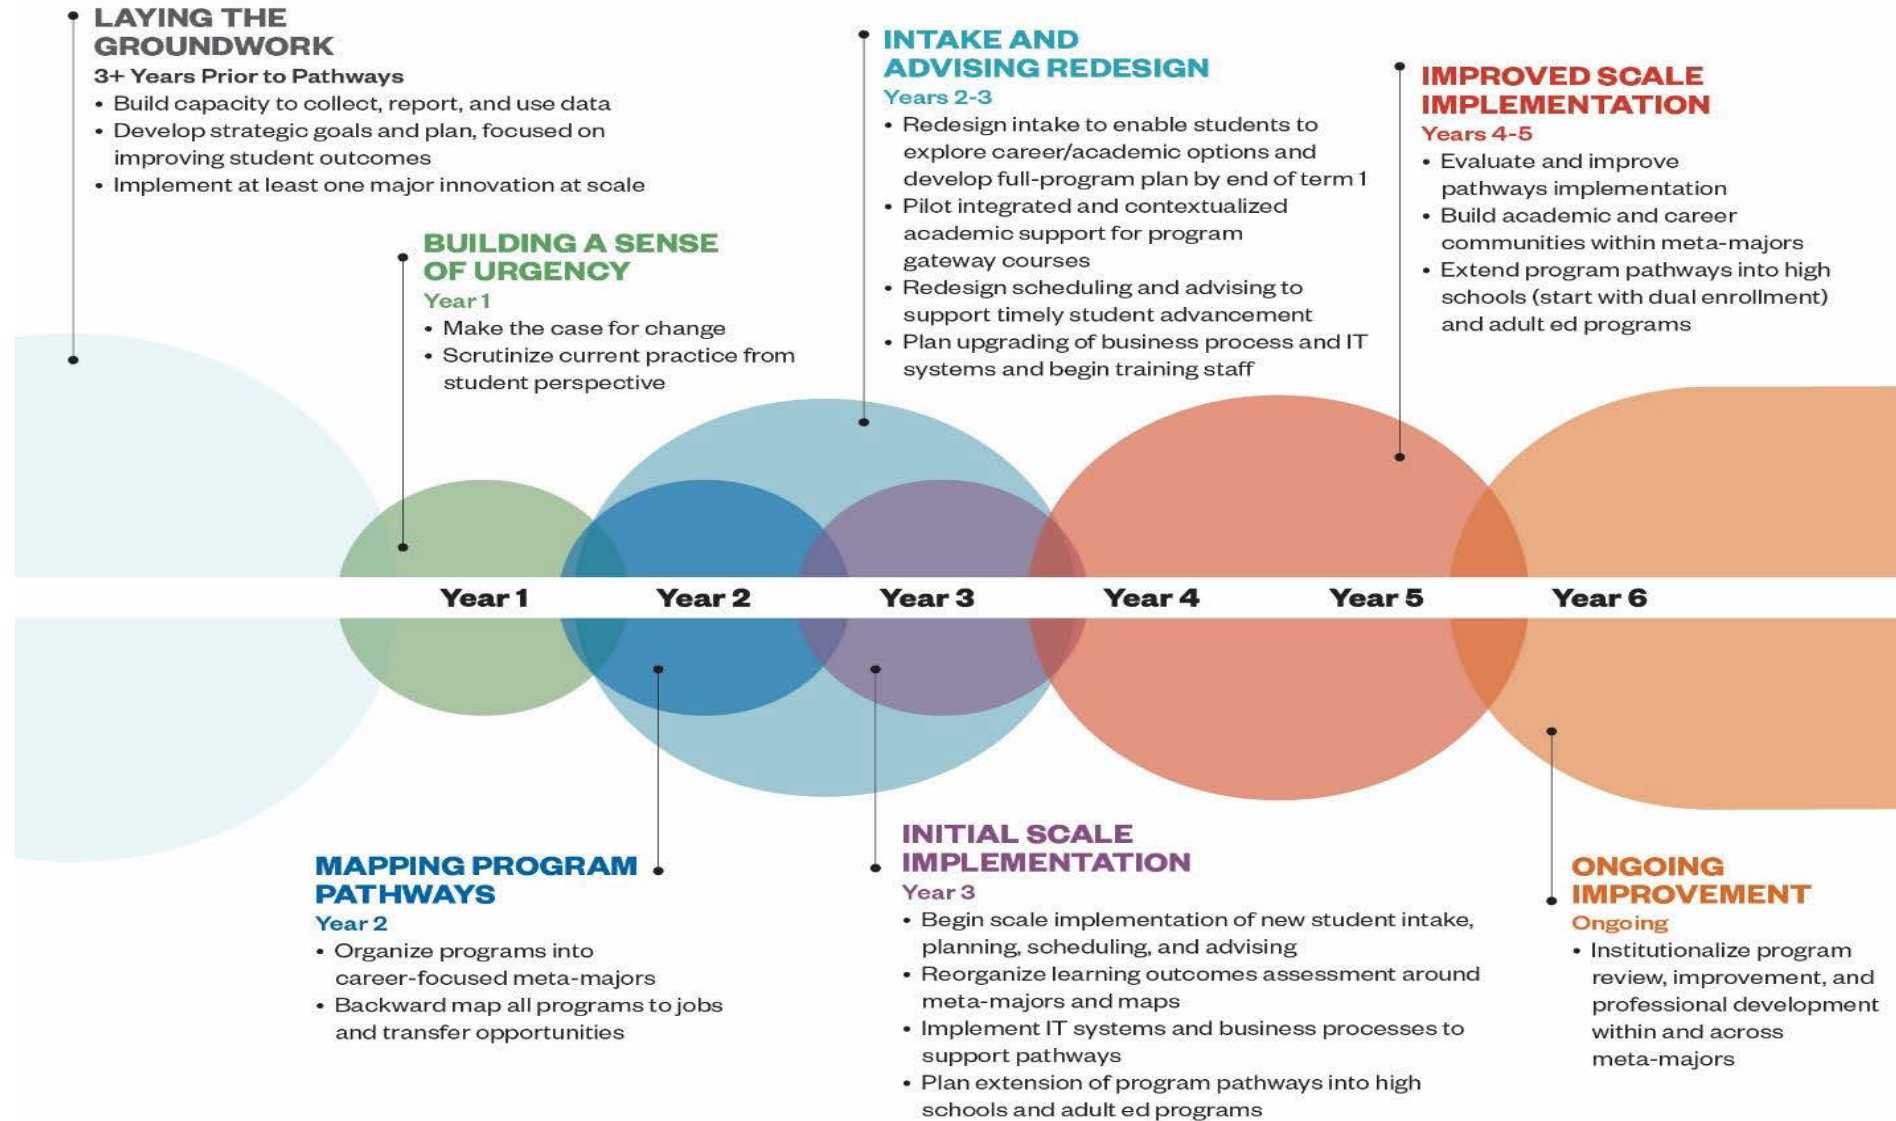 LAYING THE
GROUNDWORK
3+ Years Prior to Pathways
• Build capacity to collect, report, and use data
• Develop strategic goals and plan, focused on
improving student outcomes
• Implement at least one major innovation at scale
BUILDING A SENSE
OF URGENCY
Year 1
• Make the case for change
• Scrutinize current practice from
student perspective
INTAKE AND
ADVISING REDESIGN
Years 2-3
• Redesign intake to enable students to
explore career/academic options and
develop full-program plan by end of term 1
• Pilot integrated and contextualized
academic support for program
gateway courses
• Redesign scheduling and advising to
support timely student advancement
• Plan upgrading of business process and IT
systems and begin training staff
IMPROVED SCALE
IMPLEMENTATION
Years 4-5
• Evaluate and improve
pathways implementation
• Build academic and career
communities within meta-majors
• Extend program pathways into high
schools (start with dual enrollment)
and adult ed programs
Year 1 Year 2 Year 3 Year 4 Year 5 Year 6
MAPPING PROGRAM
PATHWAYS
Year 2
• Organize programs into
career-focused meta-majors
• Backward map all programs to jobs
and transfer opportunities
INITIAL SCALE
IMPLEMENTATION
Year 3
• Begin scale implementation of new student intake,
planning, scheduling, and advising
• Reorganize learning outcomes assessment around
meta-majors and maps
• Implement IT systems and business processes to
support pathways
• Plan extension of program pathways into high
schools and adult ed programs
ONGOING
IMPROVEMENT
Ongoing
• Institutionalize program
review, improvement, and
professional development
within and across
meta-majors